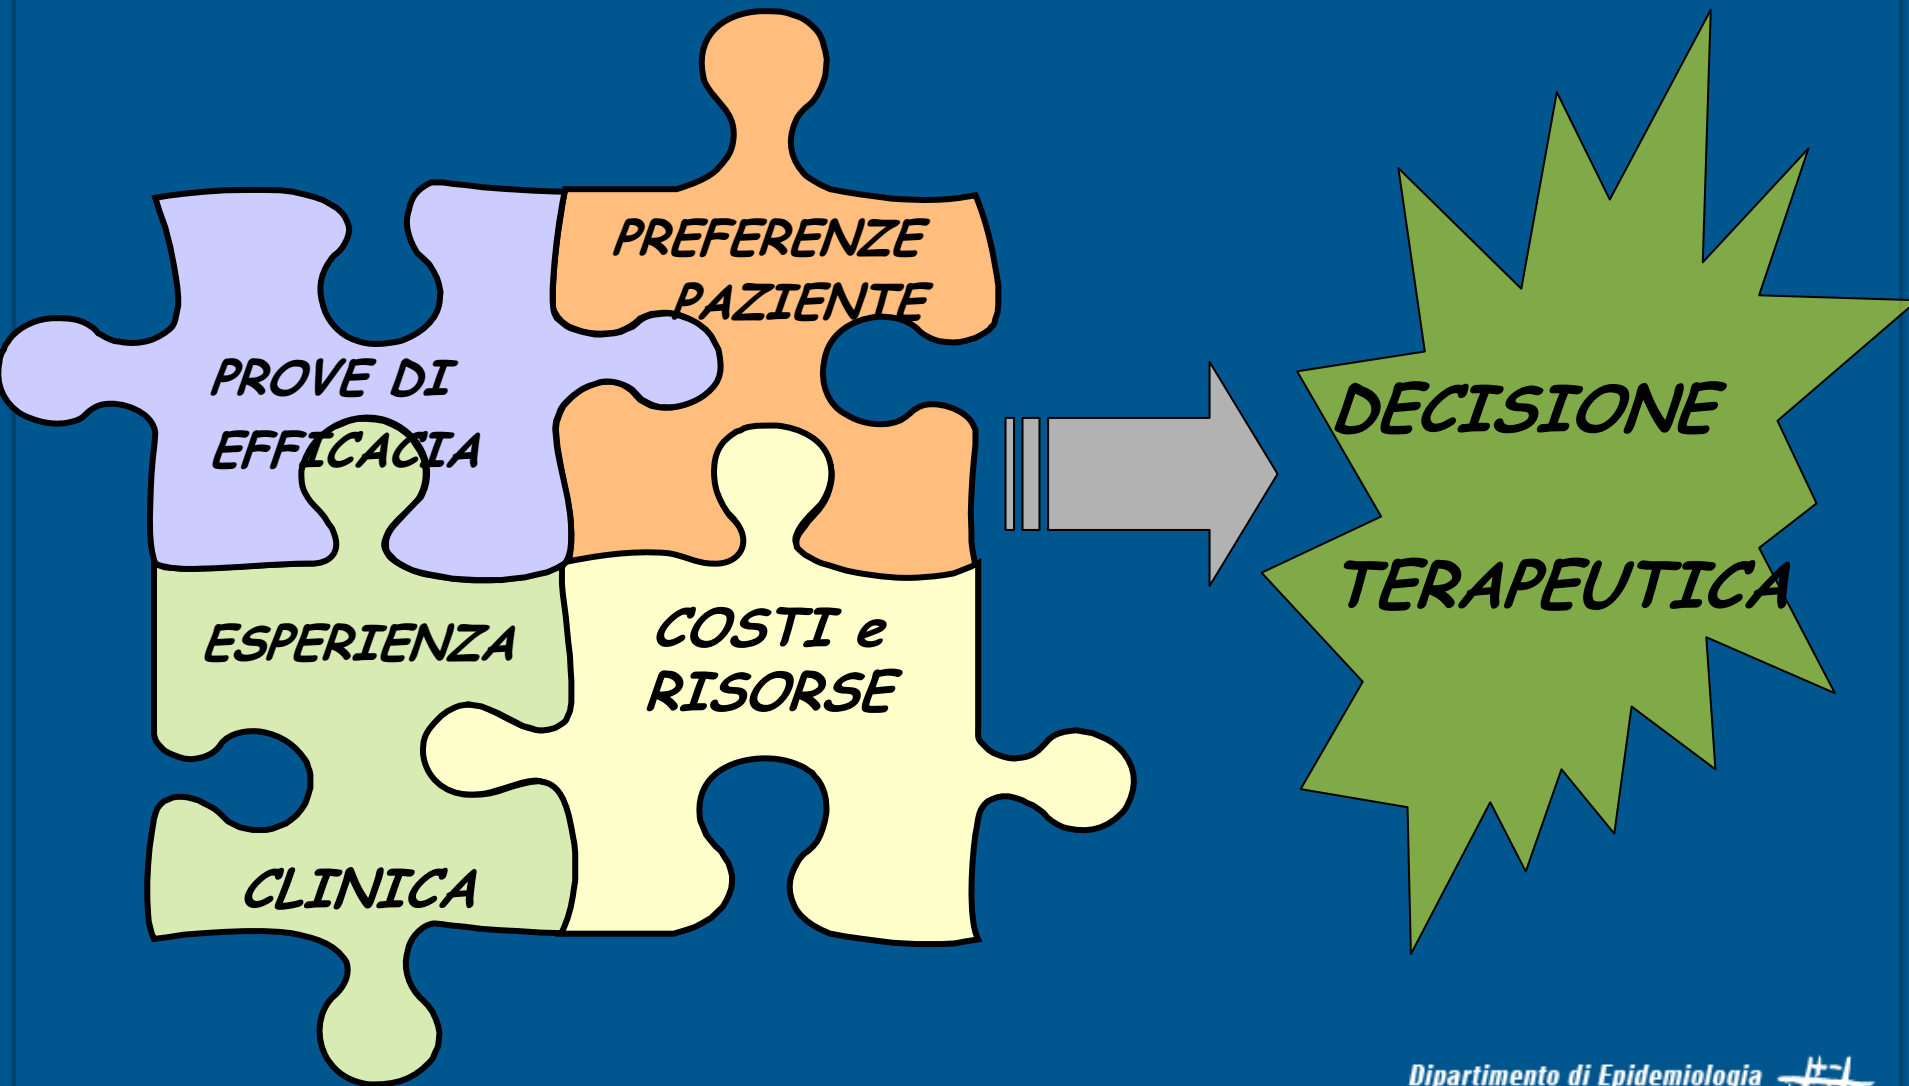 PREFERENZE
PAZIENTE
PROVE DI
EFFICACIA
ESPERIENZA
CLINICA
COSTI e
RISORSE
DECISIONE
TERAPEUTICA
Dipartimento di Epidemiologia